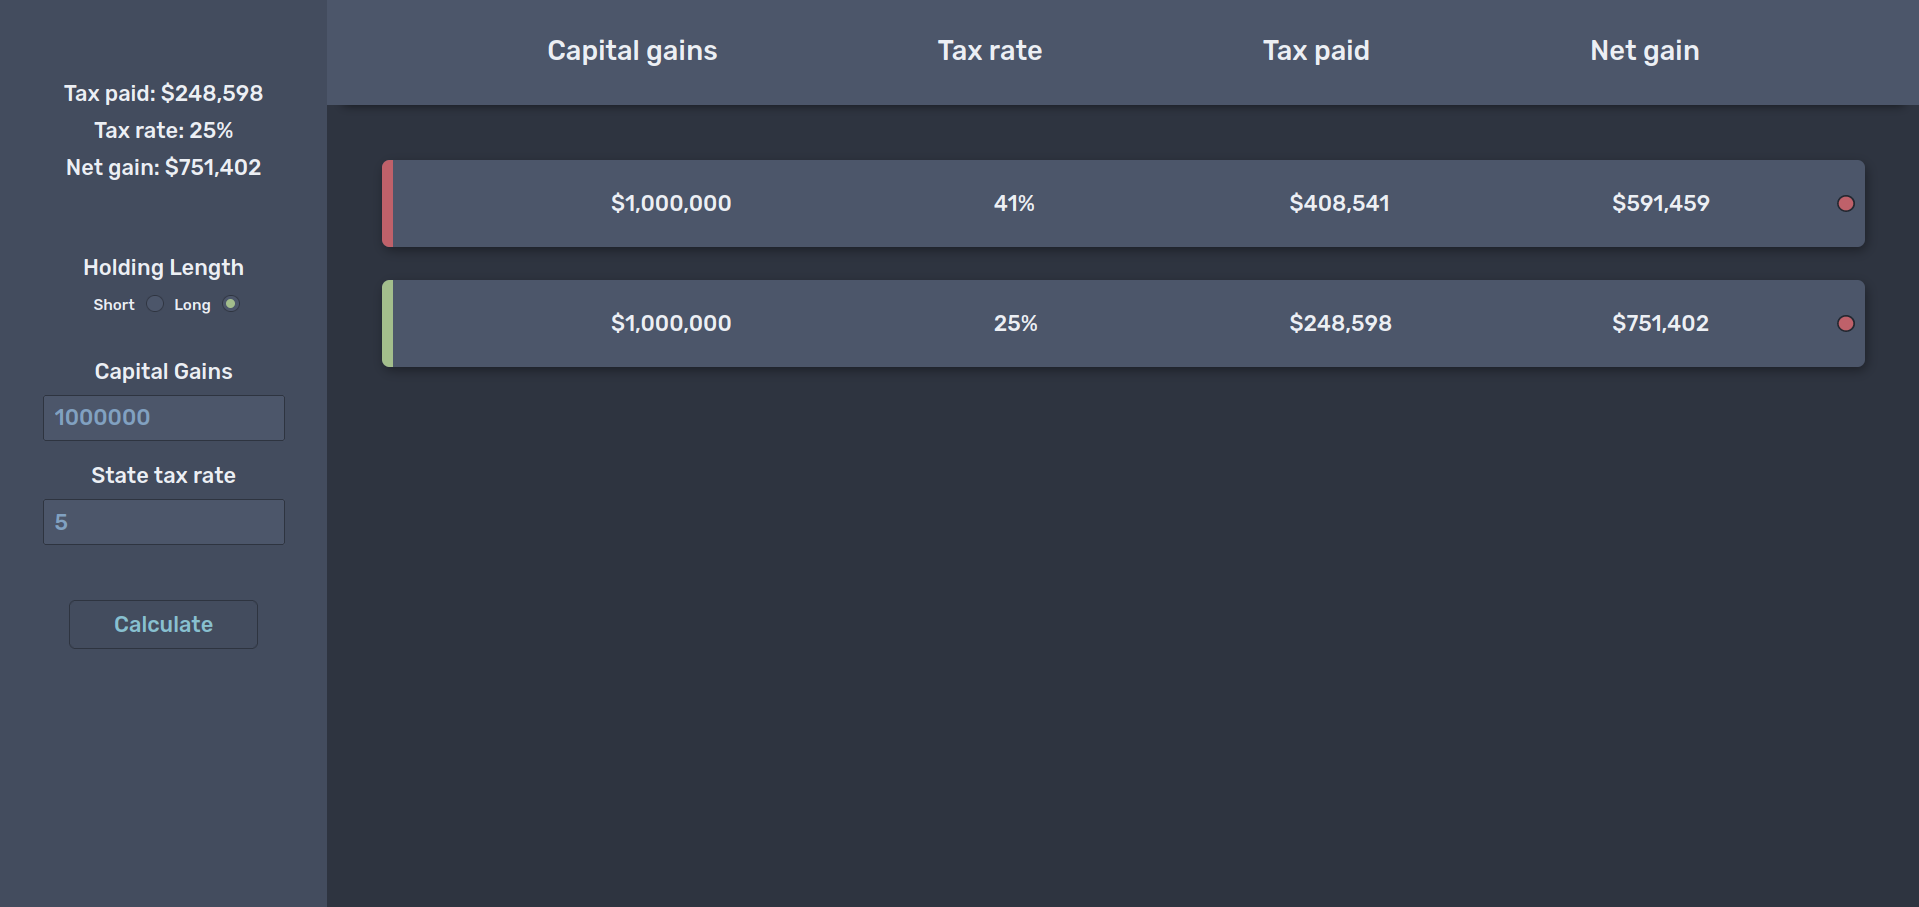 Tax paid: $248,598
Tax rate: 25%
Net gain: $751,402
Holding Length
Short Long
Capital Gains
1000000
State tax rate
5
Calculate
Capital gains Tax rate Tax paid Net gain
$1,000,000 41% $408,541 $591,459
$1,000,000 25% $248,598 $751,402